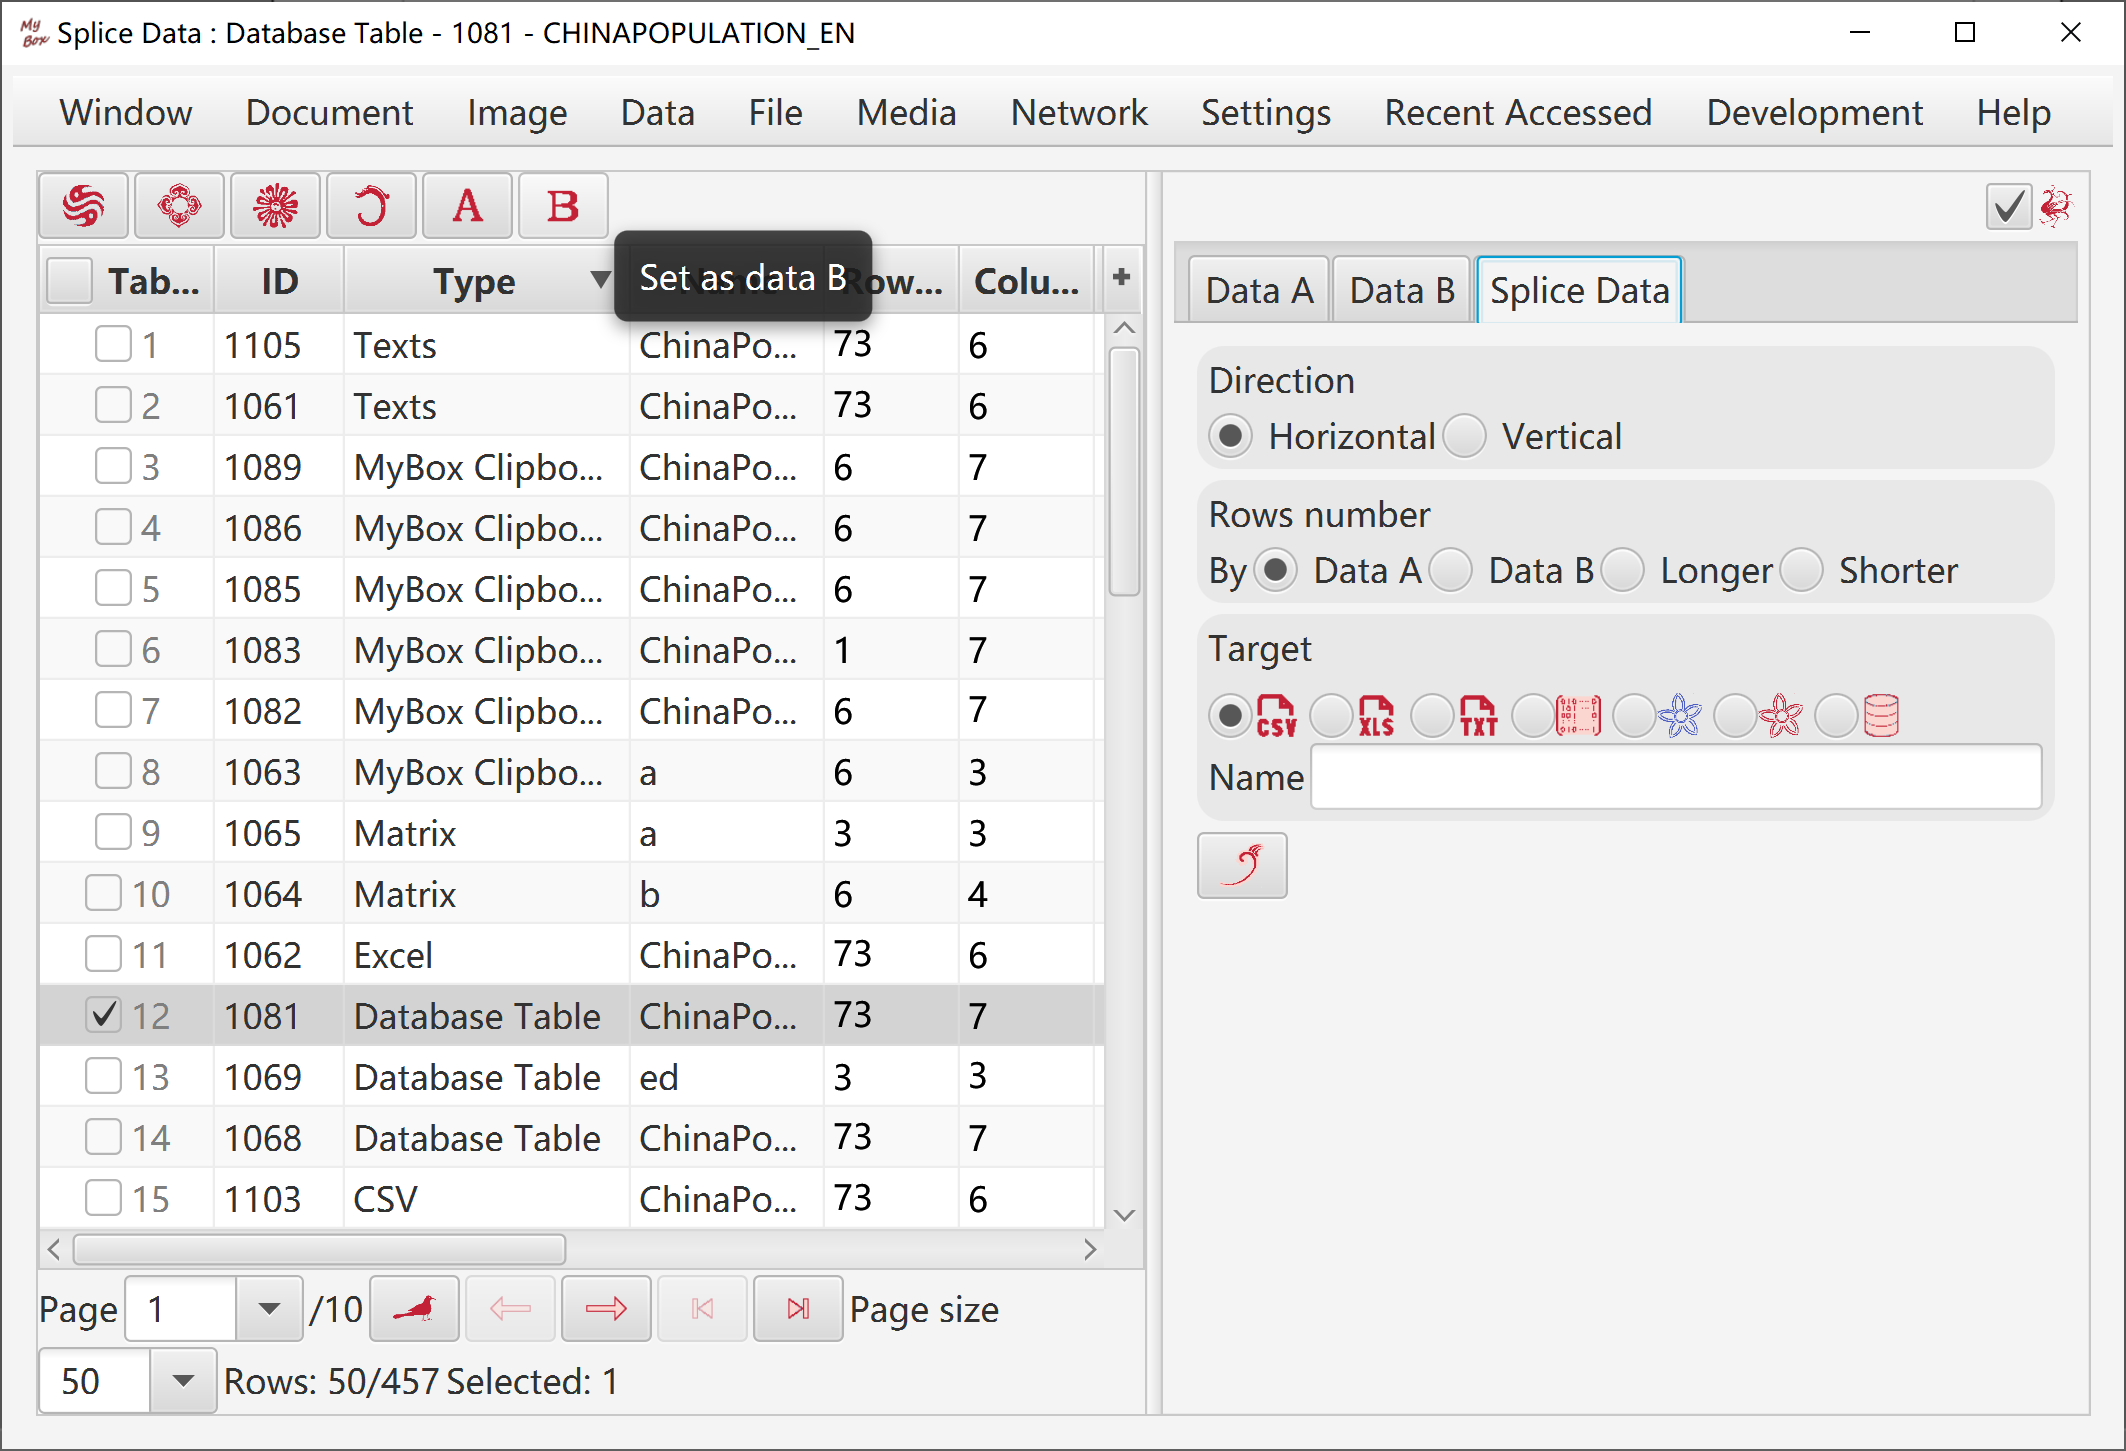 My Box Splice Data : Database Table - 1081 - CHINAPOPULATION_EN
Window Document Image Data File Media Network Settings Recent Accessed Development Help
A B
Set as data B
Tab... ID Type Row... Colu... +
1 1105 Texts ChinaPo... 73 6
2 1061 Texts ChinaPo... 73 6
3 1089 MyBox Clipbo... ChinaPo... 6 7
4 1086 MyBox Clipbo... ChinaPo... 6 7
5 1085 MyBox Clipbo... ChinaPo... 6 7
6 1083 MyBox Clipbo... ChinaPo... 1 7
7 1082 MyBox Clipbo... ChinaPo... 6 7
8 1063 MyBox Clipbo... a 6 3
9 1065 Matrix a 3 3
10 1064 Matrix b 6 4
11 1062 Excel ChinaPo... 73 6
12 1081 Database Table ChinaPo... 73 7
13 1069 Database Table ed 3 3
14 1068 Database Table ChinaPo... 73 7
15 1103 CSV ChinaPo... 73 6
Page 1 /10 Page size
50 Rows: 50/457 Selected: 1
Data A Data B Splice Data
Direction
Horizontal Vertical
Rows number
By Data A Data B Longer Shorter
Target
CSV XLS TXT
Name